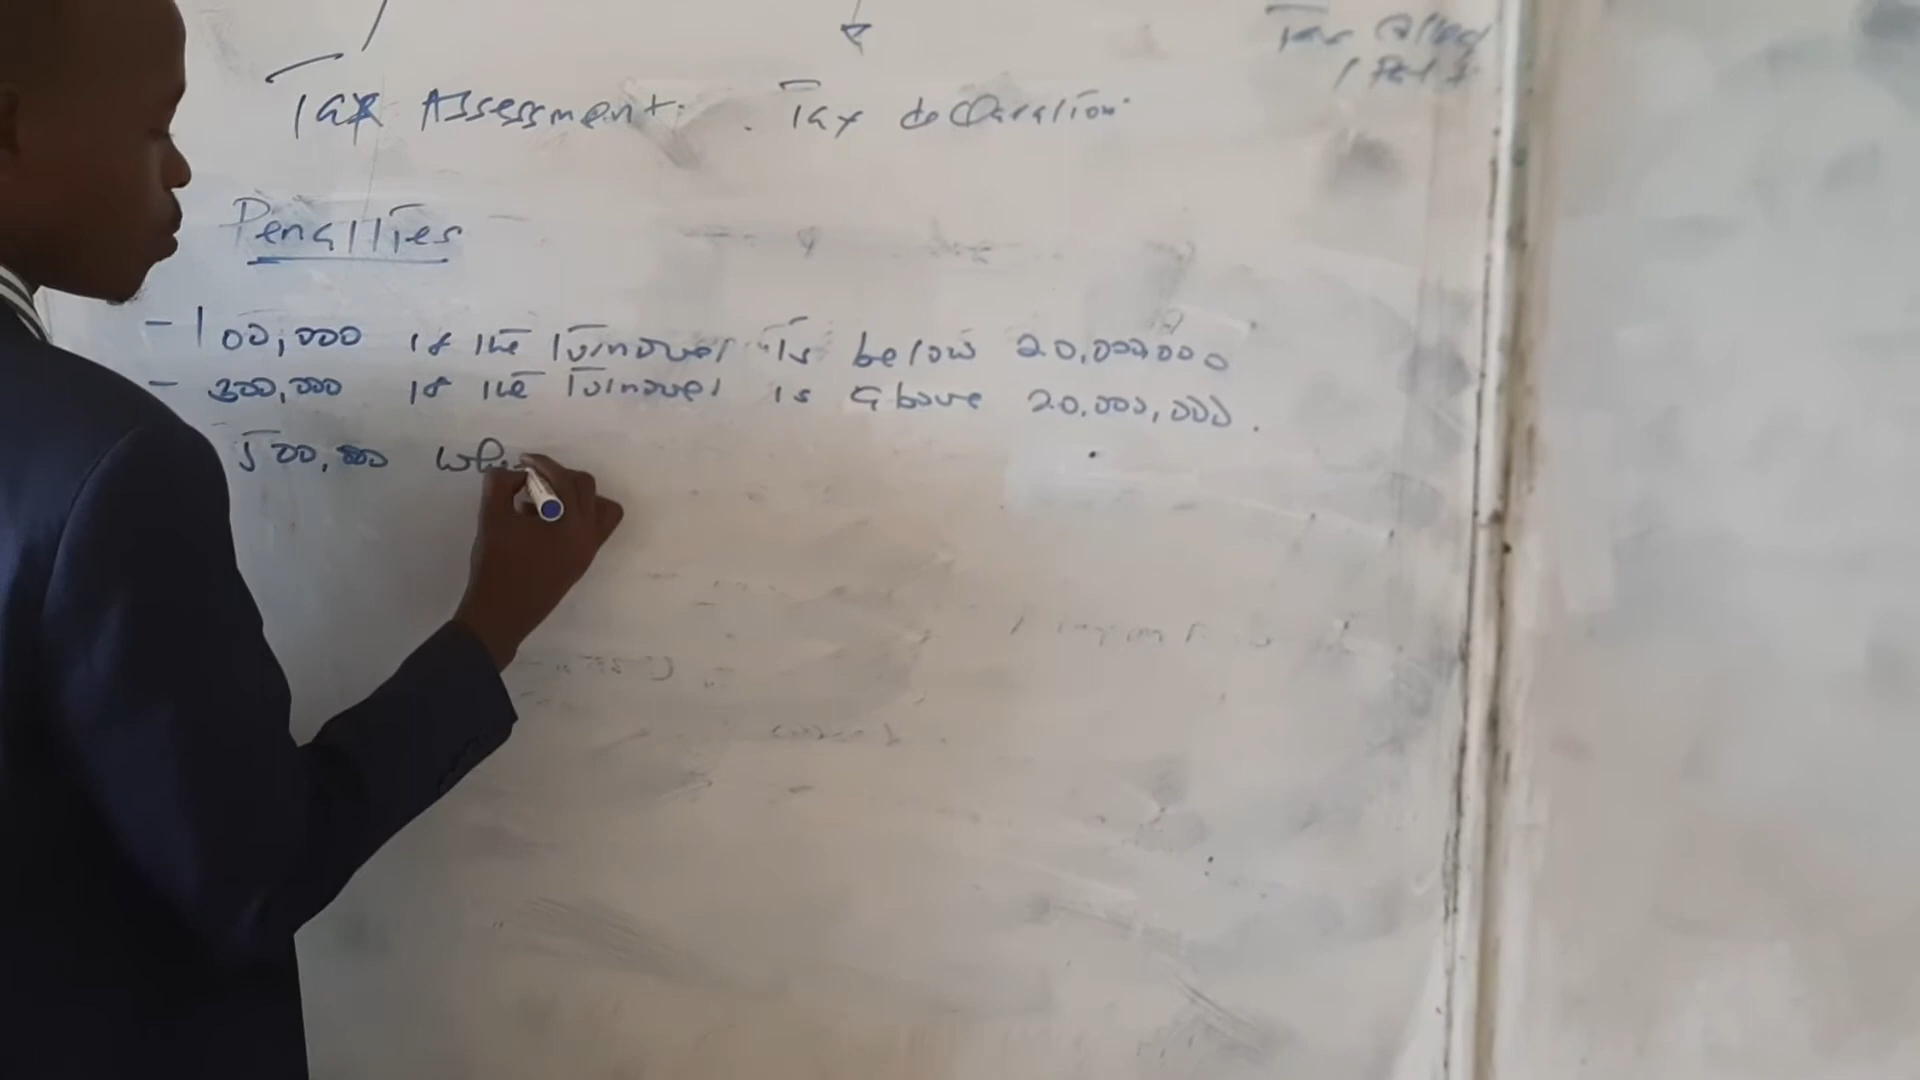 Tax Assessment. . Tax declaration.
Penallties
- 100,000 if the turnover is below 20,000,000
- 300,000 if the turnover is above 20.000,000.
500,000 whe